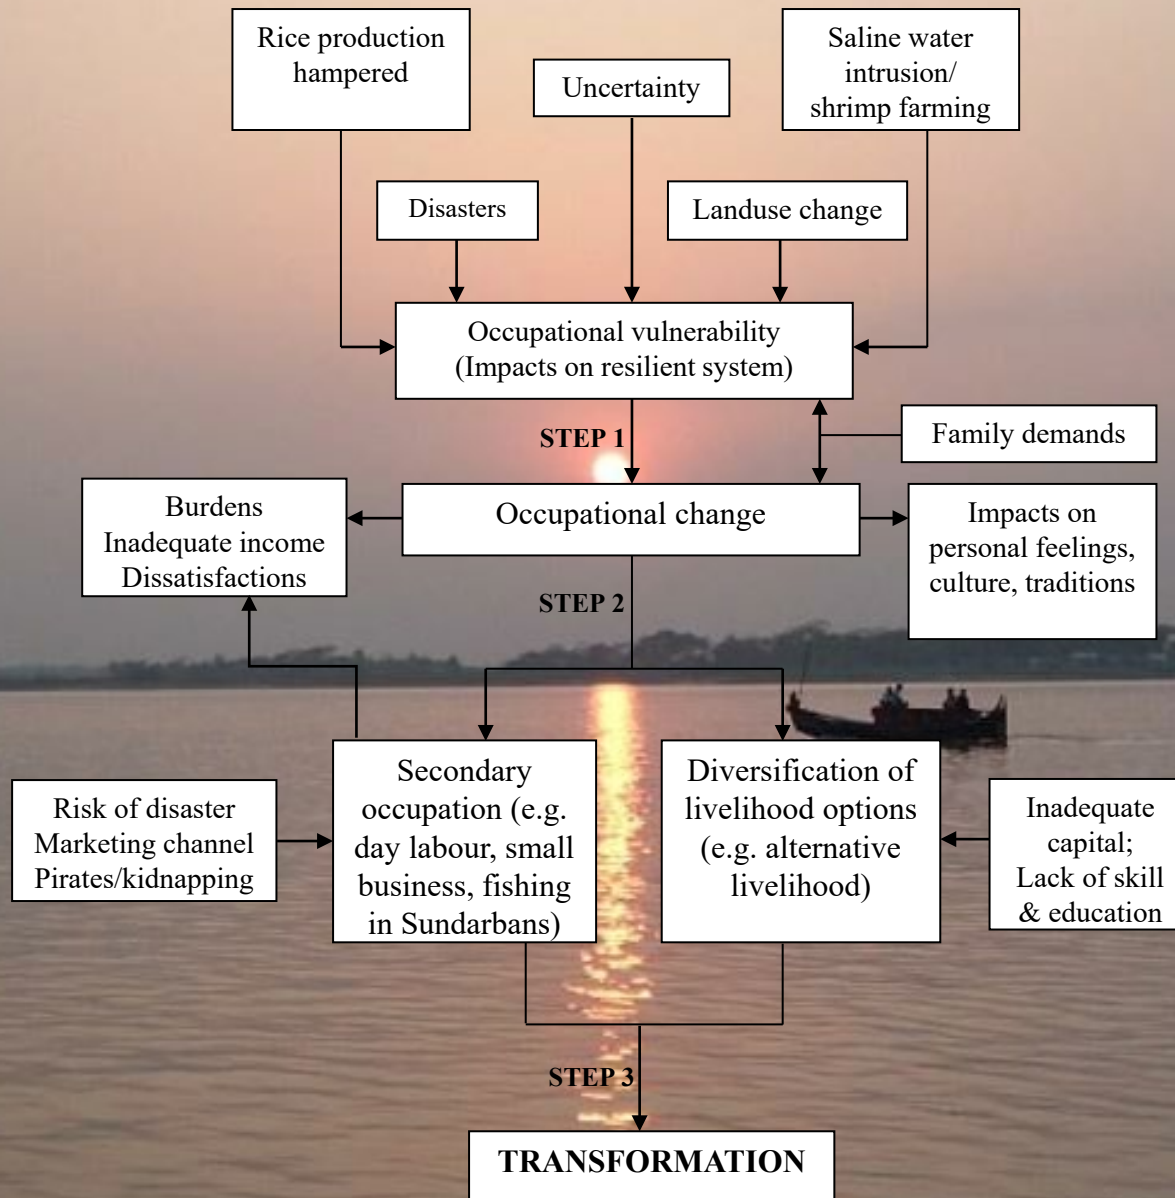 Rice production
hampered
Uncertainty
Saline water
intrusion/
shrimp farming
Disasters
Landuse change
Occupational vulnerability
(Impacts on resilient system)
STEP 1
Family demands
Burdens
Inadequate income
Dissatisfactions
Occupational change
Impacts on
personal feelings,
culture, traditions
STEP 2
Risk of disaster
Marketing channel
Pirates/kidnapping
Secondary
occupation (e.g.
day labour, small
business, fishing
in Sundarbans)
Diversification of
livelihood options
(e.g. alternative
livelihood)
Inadequate
capital;
Lack of skill
& education
STEP 3
TRANSFORMATION